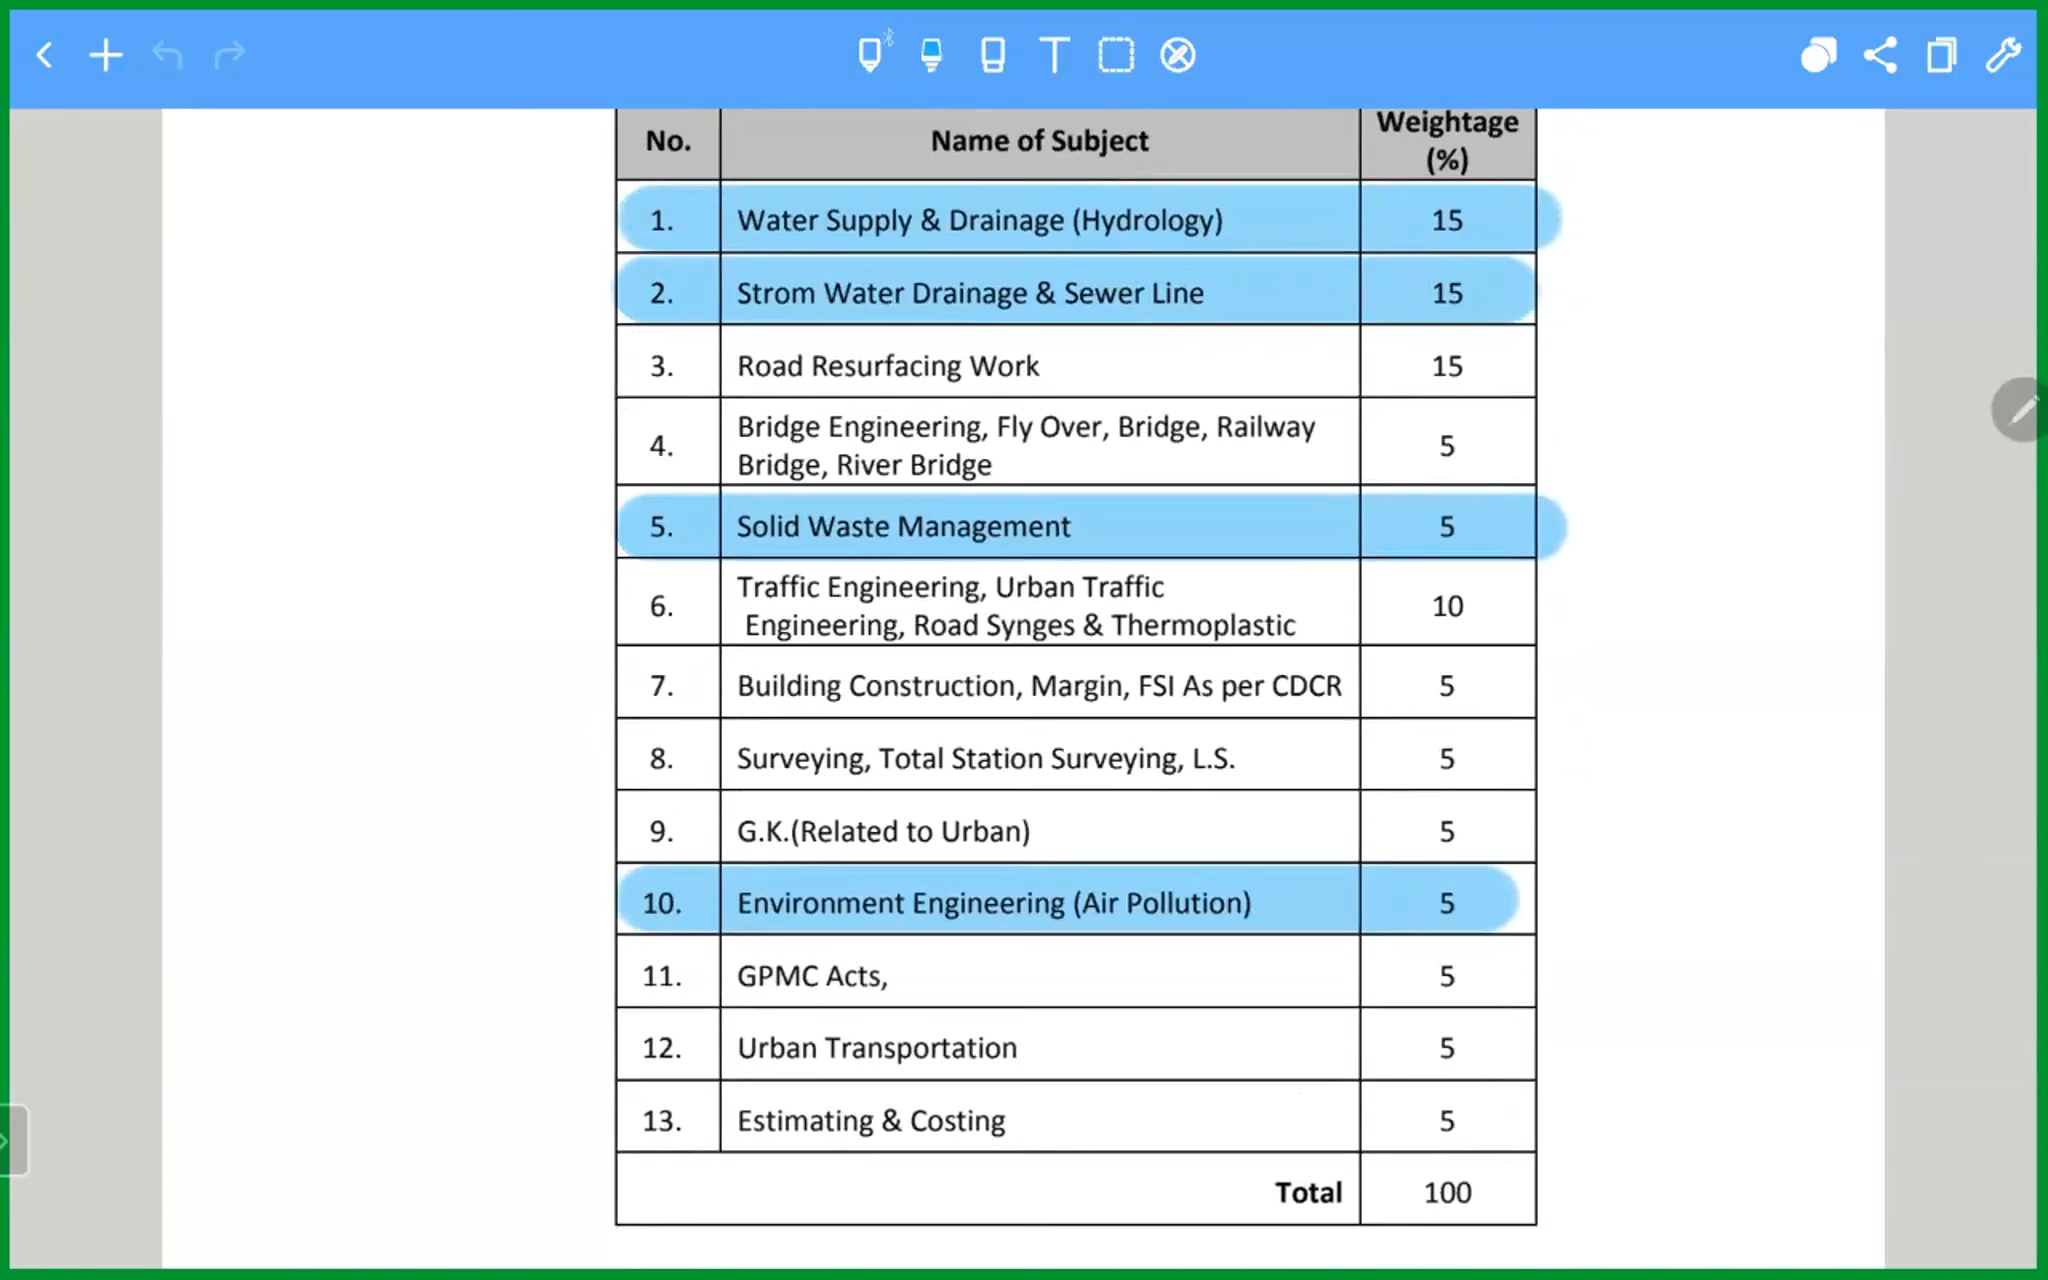 No. Name of Subject Weightage
(%)
1. Water Supply & Drainage (Hydrology) 15
2. Strom Water Drainage & Sewer Line 15
3. Road Resurfacing Work 15
4. Bridge Engineering, Fly Over, Bridge, Railway
Bridge, River Bridge 5
5. Solid Waste Management 5
6. Traffic Engineering, Urban Traffic
Engineering, Road Synges & Thermoplastic 10
7. Building Construction, Margin, FSI As per CDCR 5
8. Surveying, Total Station Surveying, L.S. 5
9. G.K.(Related to Urban) 5
10. Environment Engineering (Air Pollution) 5
11. GPMC Acts, 5
12. Urban Transportation 5
13. Estimating & Costing 5
Total 100